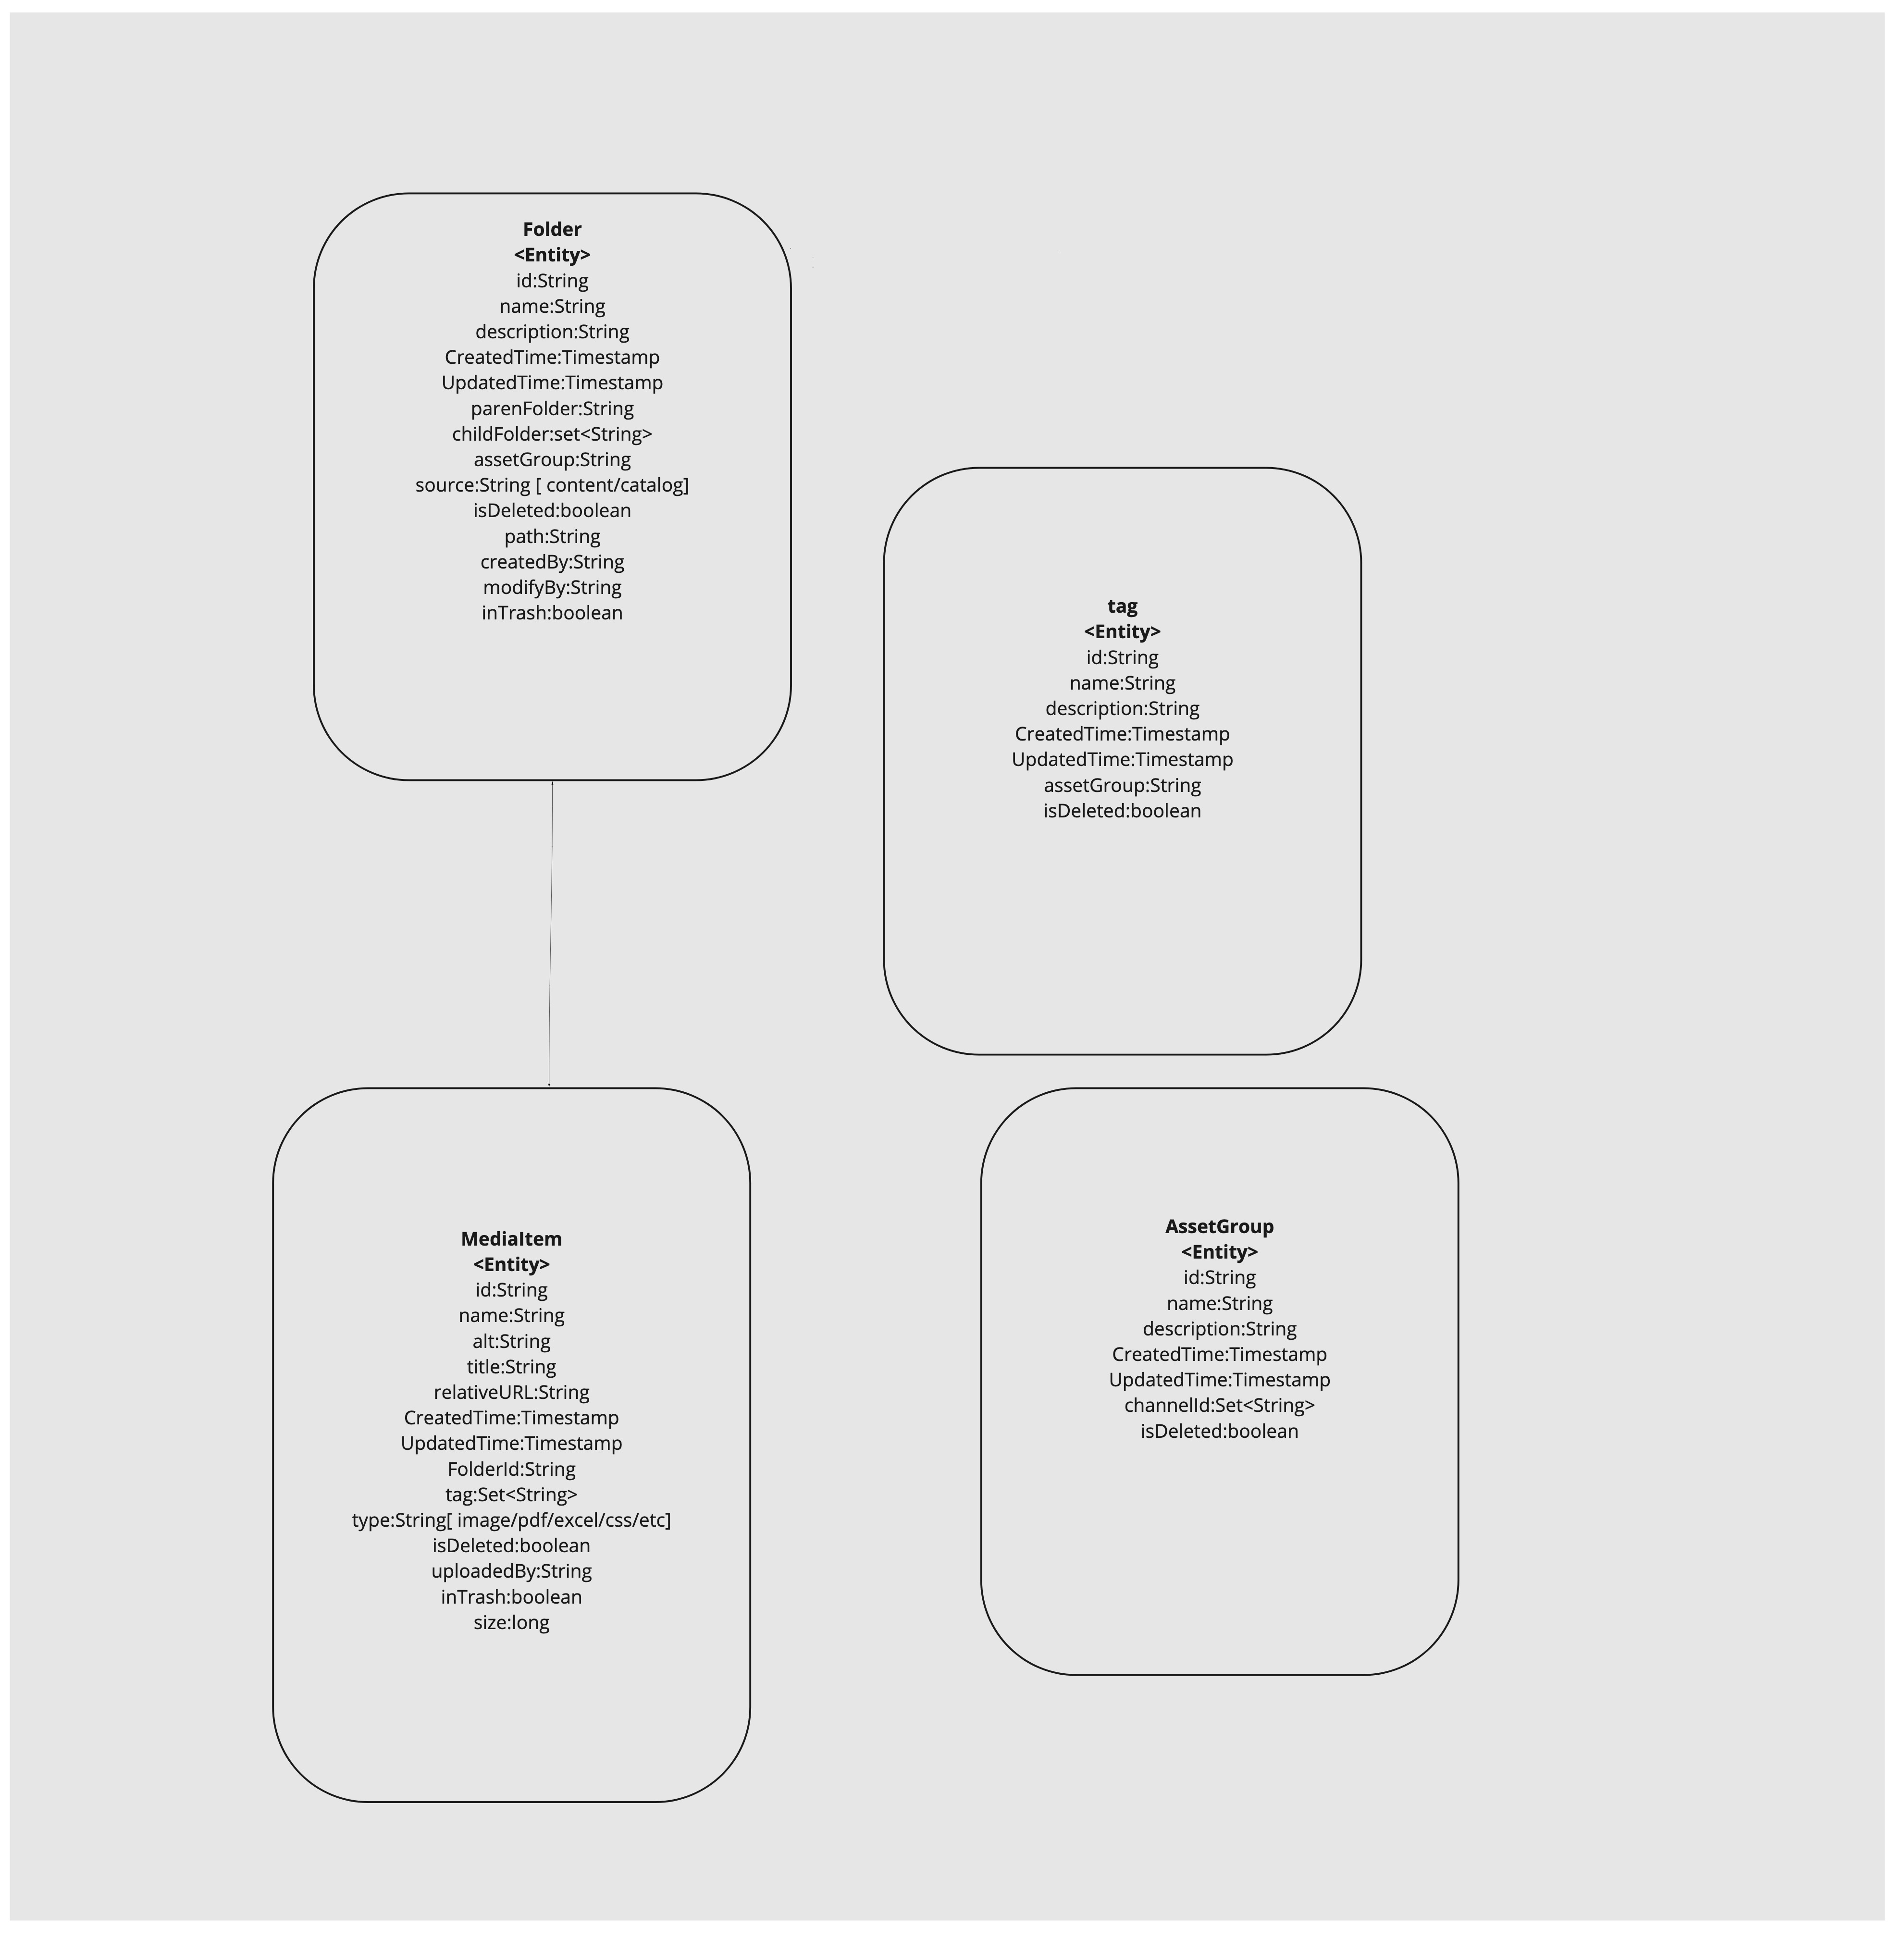 Folder
<Entity>
id:String
name:String
description:String
CreatedTime:Timestamp
UpdatedTime:Timestamp
parenFolder:String
childFolder:set<String>
assetGroup:String
source:String [ content/catalog]
isDeleted:boolean
path:String
createdBy:String
modifyBy:String
inTrash:boolean
tag
<Entity>
id:String
name:String
description:String
CreatedTime:Timestamp
UpdatedTime:Timestamp
assetGroup:String
isDeleted:boolean
MediaItem
<Entity>
id:String
name:String
alt:String
title:String
relativeURL:String
CreatedTime:Timestamp
UpdatedTime:Timestamp
FolderId:String
tag:Set<String>
type:String[ image/pdf/excel/css/etc]
isDeleted:boolean
uploadedBy:String
inTrash:boolean
size:long
AssetGroup
<Entity>
id:String
name:String
description:String
CreatedTime:Timestamp
UpdatedTime:Timestamp
channelId:Set<String>
isDeleted:boolean